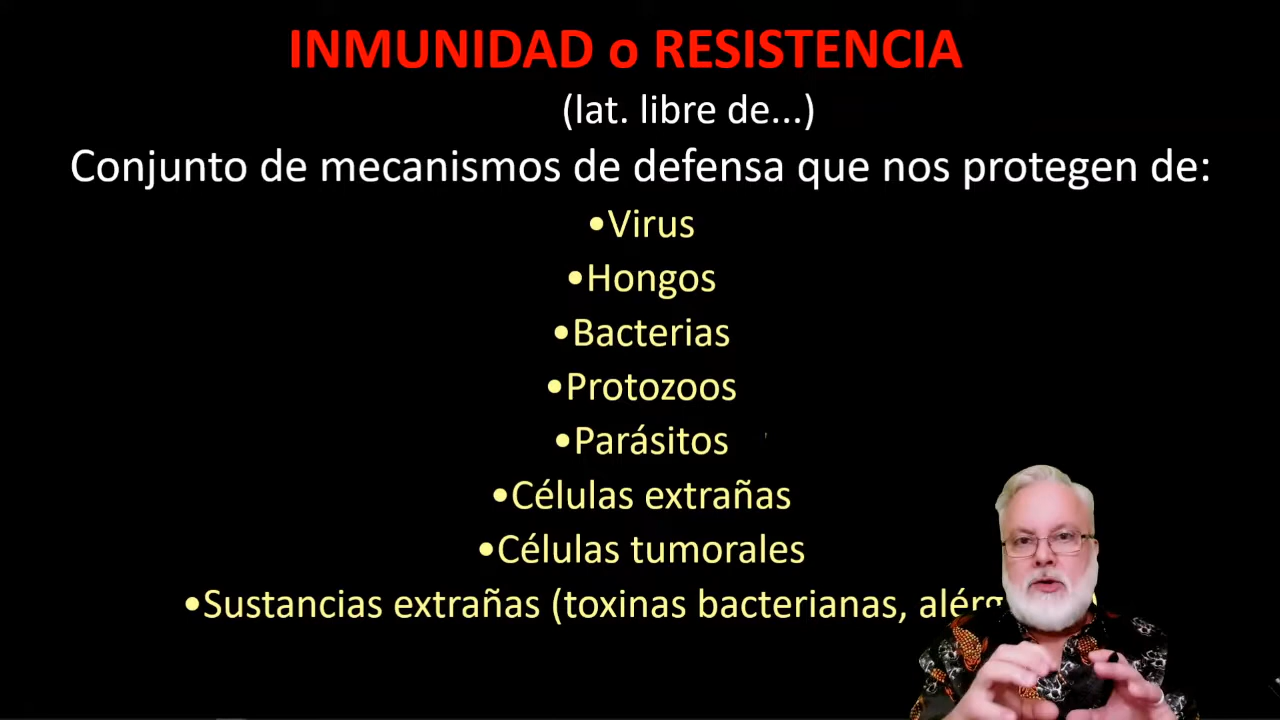 INMUNIDAD o RESISTENCIA
(lat. libre de...)
Conjunto de mecanismos de defensa que nos protegen de:
•Virus
•Hongos
•Bacterias
•Protozoos
•Parásitos
•Células extrañas
•Células tumorales
•Sustancias extrañas (toxinas bacterianas,